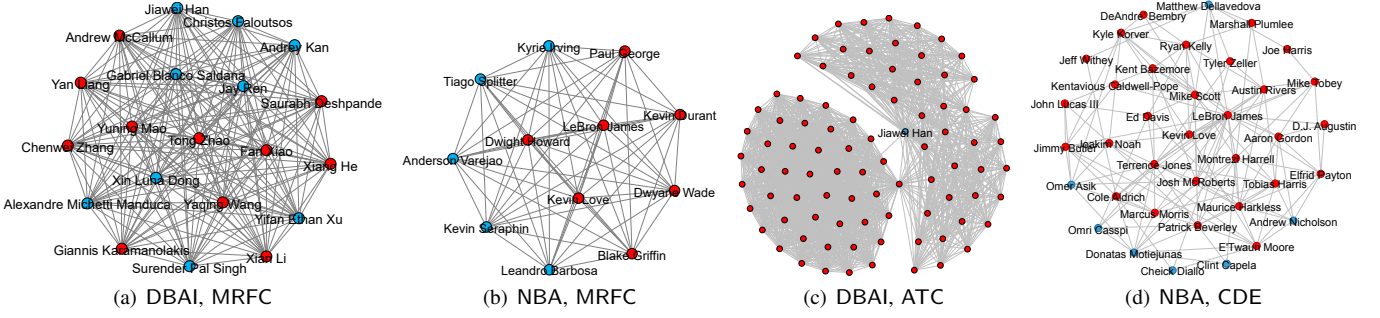 Jiawei Han
Christos Faloutsos
Andrew McCallum
Andrey Kan
Gabriel Blanco Saldana
Yan Liang
Jay Ren
Saurabh Deshpande
Yuning Mao
Tong Zhao
Chenwei Zhang
Fan Xiao
Xiang He
Xin Luna Dong
Alexandre Michetti Manduca
Yaqing Wang
Yifan Ethan Xu
Giannis Karamanolakis
Xian Li
Surender Pal Singh
(a) DBAI, MRFC
Kyrie Irving
Paul George
Tiago Splitter
Kevin Durant
LeBron James
Dwight Howard
Anderson Varejao
Dwyane Wade
Kevin Love
Kevin Seraphin
Blake Griffin
Leandro Barbosa
(b) NBA, MRFC
Jiawei Han
(c) DBAI, ATC
Matthew Dellavedova
DeAndre' Bembry
Marshall Plumlee
Kyle Korver
Ryan Kelly
Joe Harris
Jeff Withey
Tyler Zeller
Kent Bazemore
Mike Tobey
Kentavious Caldwell-Pope
Austin Rivers
Mike Scott
John Lucas III
Ed Davis
LeBron James
D.J. Augustin
Kevin Love
Aaron Gordon
Joakim Noah
Jimmy Butler
Montrezl Harrell
Terrence Jones
Elfrid Payton
Omer Asik
Josh McRoberts
Tobias Harris
Cole Aldrich
Maurice Harkless
Marcus Morris
Andrew Nicholson
Omri Casspi
Patrick Beverley
E'Twaun Moore
Donatas Motiejunas
Clint Capela
Cheick Diallo
(d) NBA, CDE